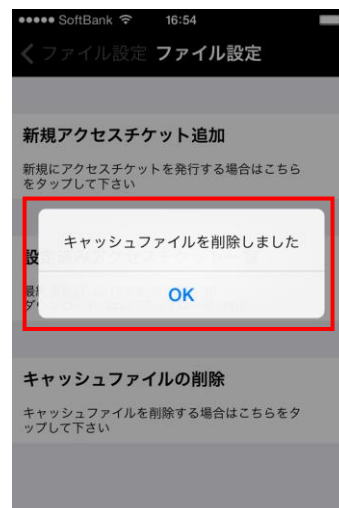 SoftBank 16:54
ファイル設定 ファイル設定
新規アクセスチケット追加
新規にアクセスチケットを発行する場合はこちら
をタップして下さい
キャッシュファイルを削除しました
設
OK
キャッシュファイルの削除
キャッシュファイルを削除する場合はこちらをタ
ップして下さい